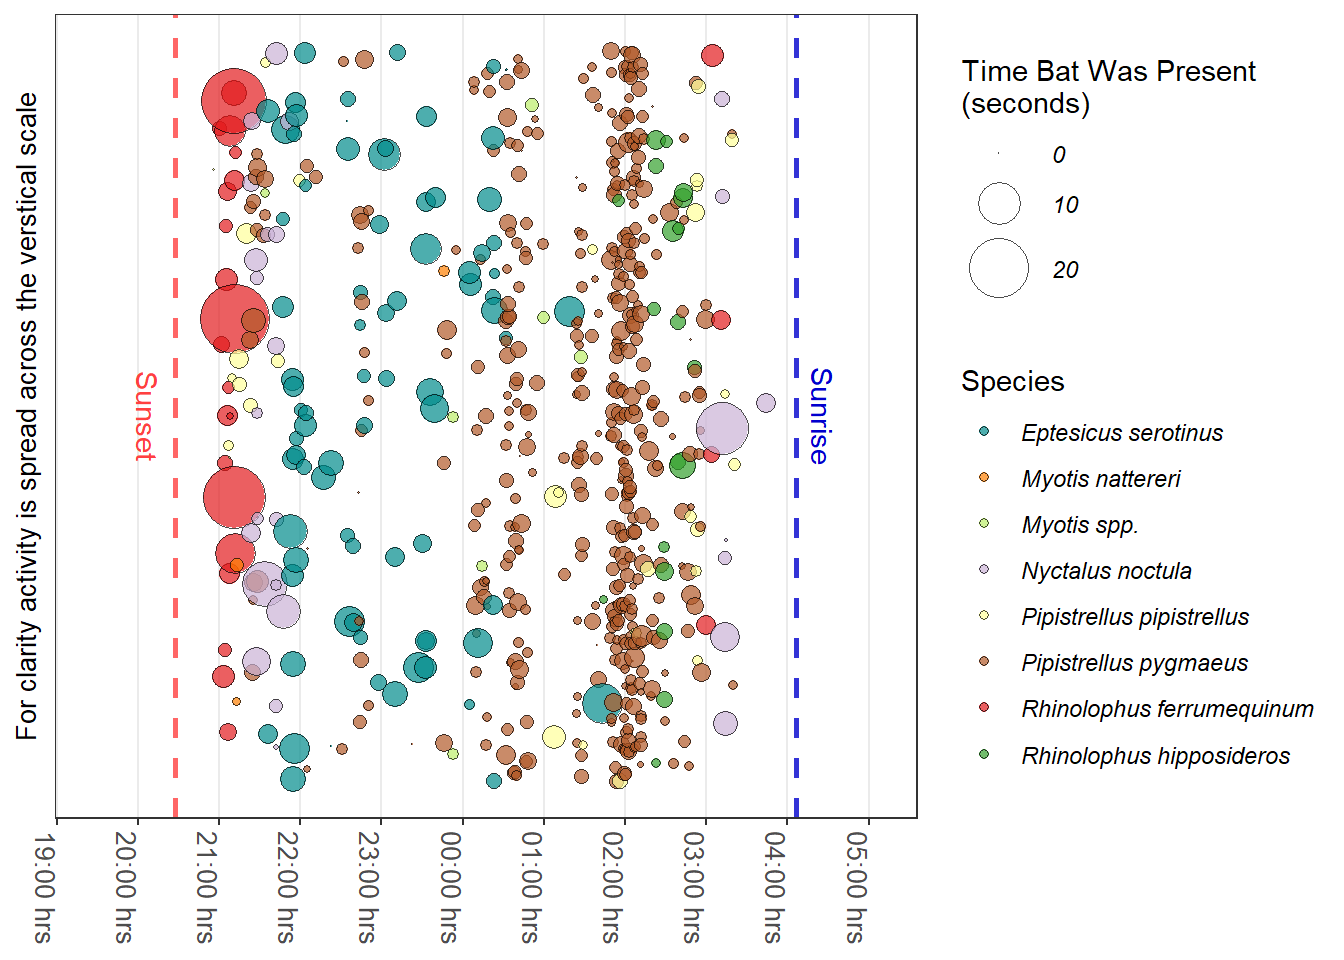 For clarity activity is spread across the verstical scale
Sunset
Sunrise
19:00 hrs
20:00 hrs
21:00 hrs
22:00 hrs
23:00 hrs
00:00 hrs
01:00 hrs
02:00 hrs
03:00 hrs
04:00 hrs
05:00 hrs
Time Bat Was Present
(seconds)
0
10
20
Species
Eptesicus serotinus
Myotis nattereri
Myotis spp.
Nyctalus noctula
Pipistrellus pipistrellus
Pipistrellus pygmaeus
Rhinolophus ferrumequinum
Rhinolophus hipposideros